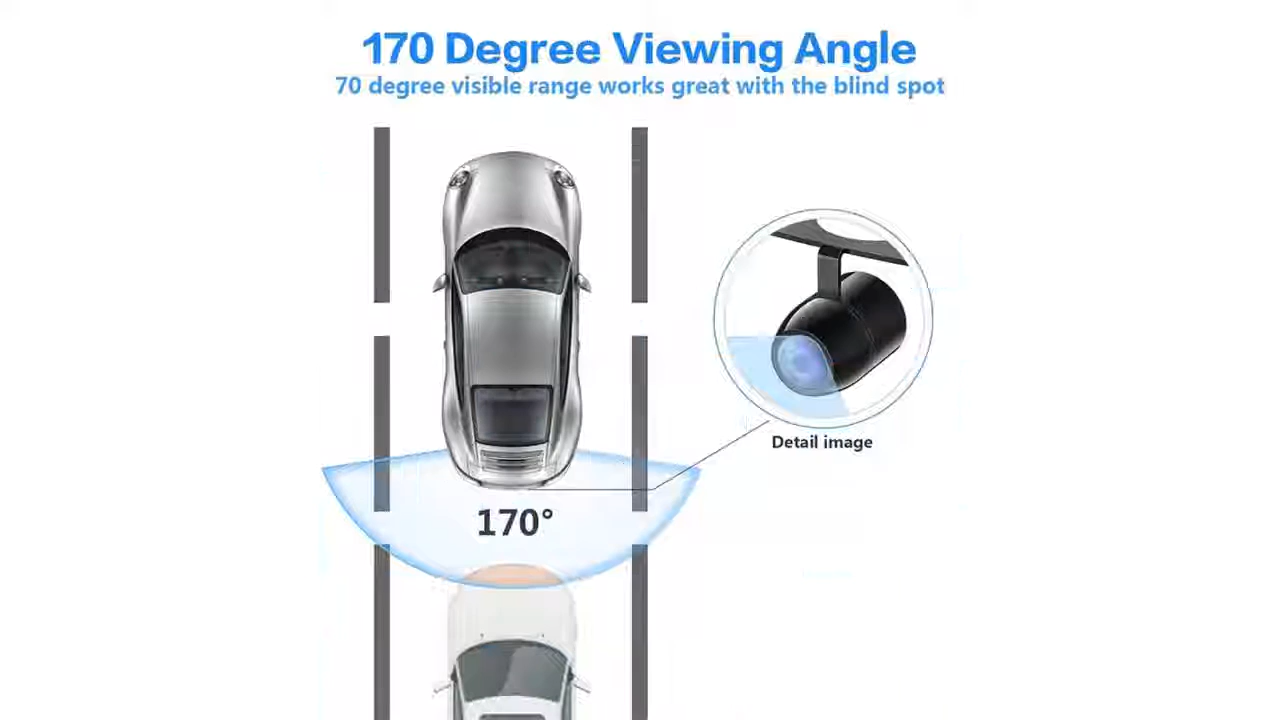 170 Degree Viewing Angle
70 degree visible range works great with the blind spot
Detail image
170°